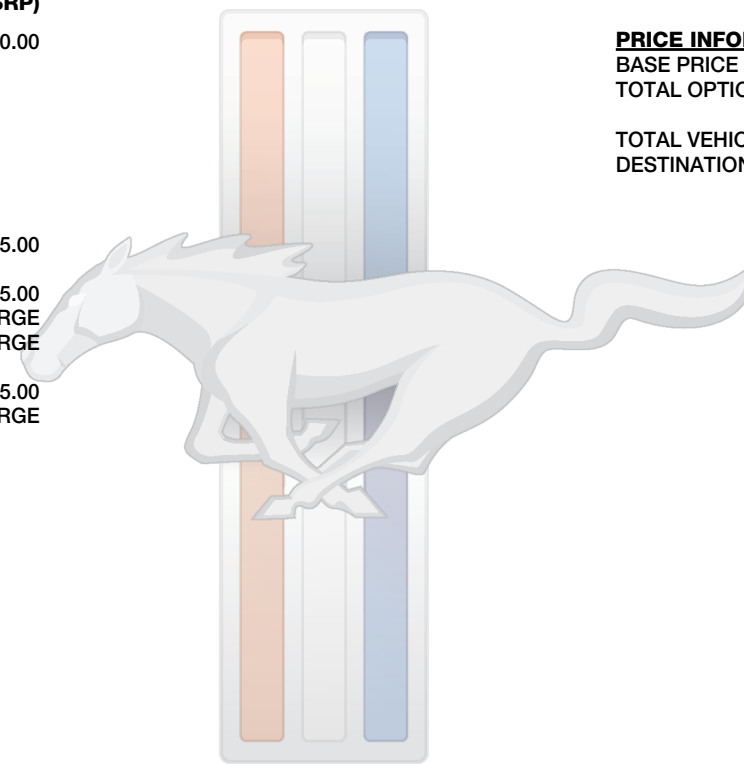 SRP)
0.00
5.00
5.00
RGE
RGE
5.00
RGE
PRICE INFO
BASE PRICE
TOTAL OPTIO
TOTAL VEHIC
DESTINATION